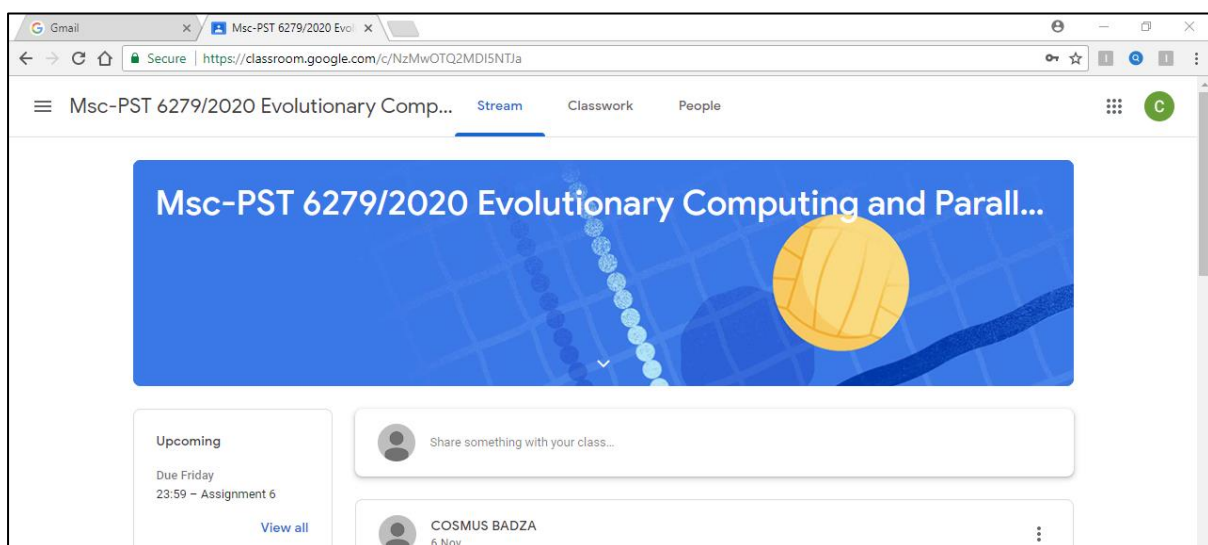 Gmail
Msc-PST 6279/2020 Evol
Secure | https://classroom.google.com/c/NzMwOTQ2MDI5NTJa
Msc-PST 6279/2020 Evolutionary Comp... Stream Classwork People
C
Msc-PST 6279/2020 Evolutionary Computing and Parall...
Upcoming
Due Friday
23:59 – Assignment 6
View all
Share something with your class...
COSMUS BADZA
6 Nov